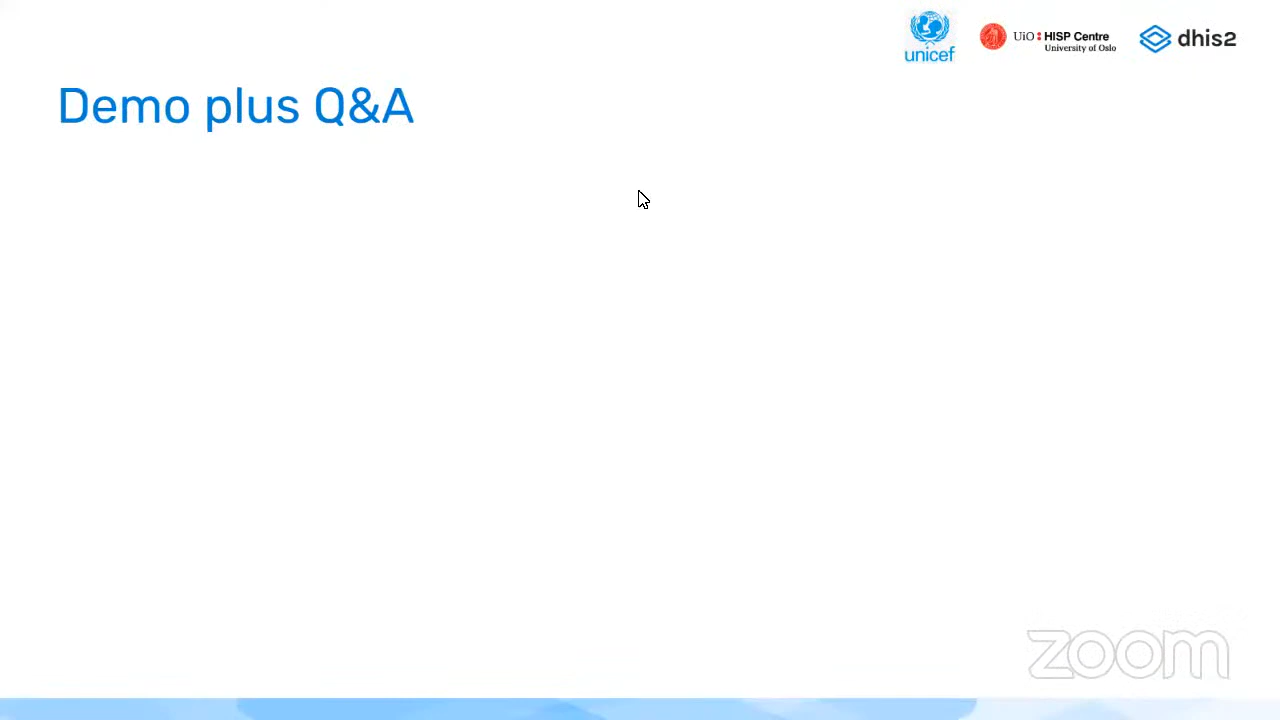 unicef
UiO: HISP Centre
University of Oslo
dhis2
Demo plus Q&A
zoom